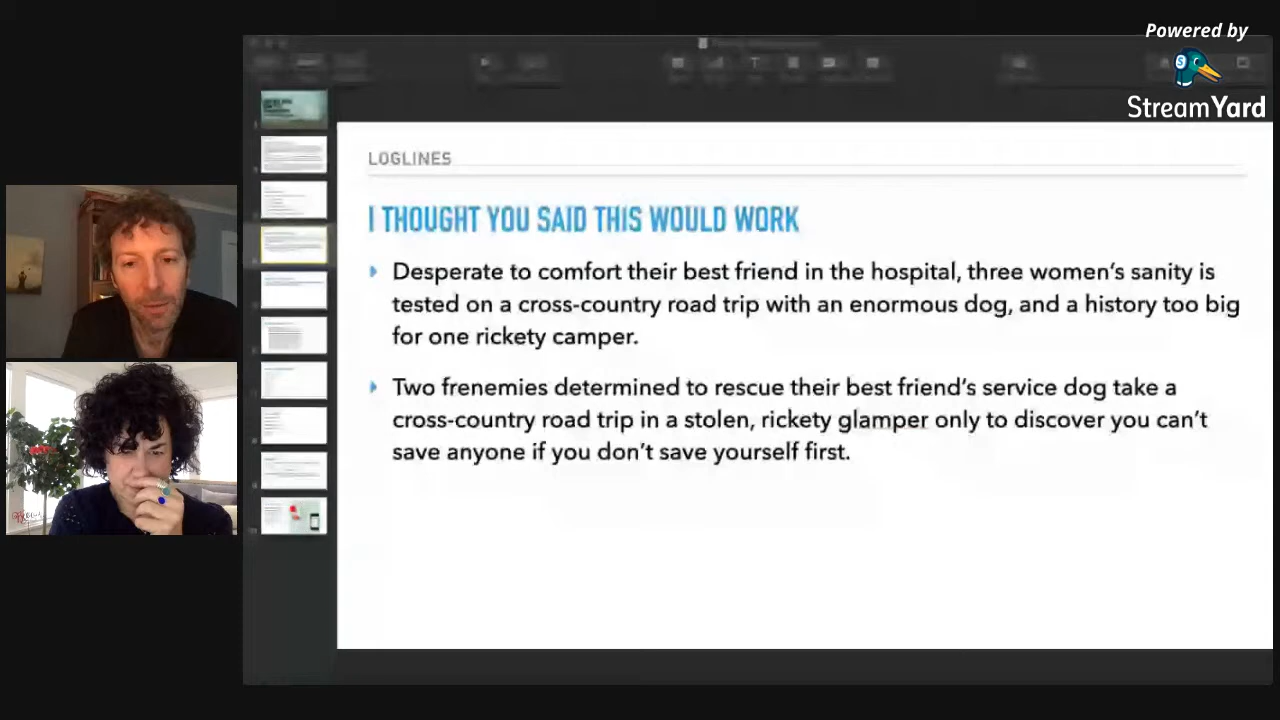 Powered by
StreamYard
LOGLINES
I THOUGHT YOU SAID THIS WOULD WORK
Desperate to comfort their best friend in the hospital, three women’s sanity is
tested on a cross-country road trip with an enormous dog, and a history too big
for one rickety camper.
Two frenemies determined to rescue their best friend’s service dog take a
cross-country road trip in a stolen, rickety glamper only to discover you can’t
save anyone if you don’t save yourself first.